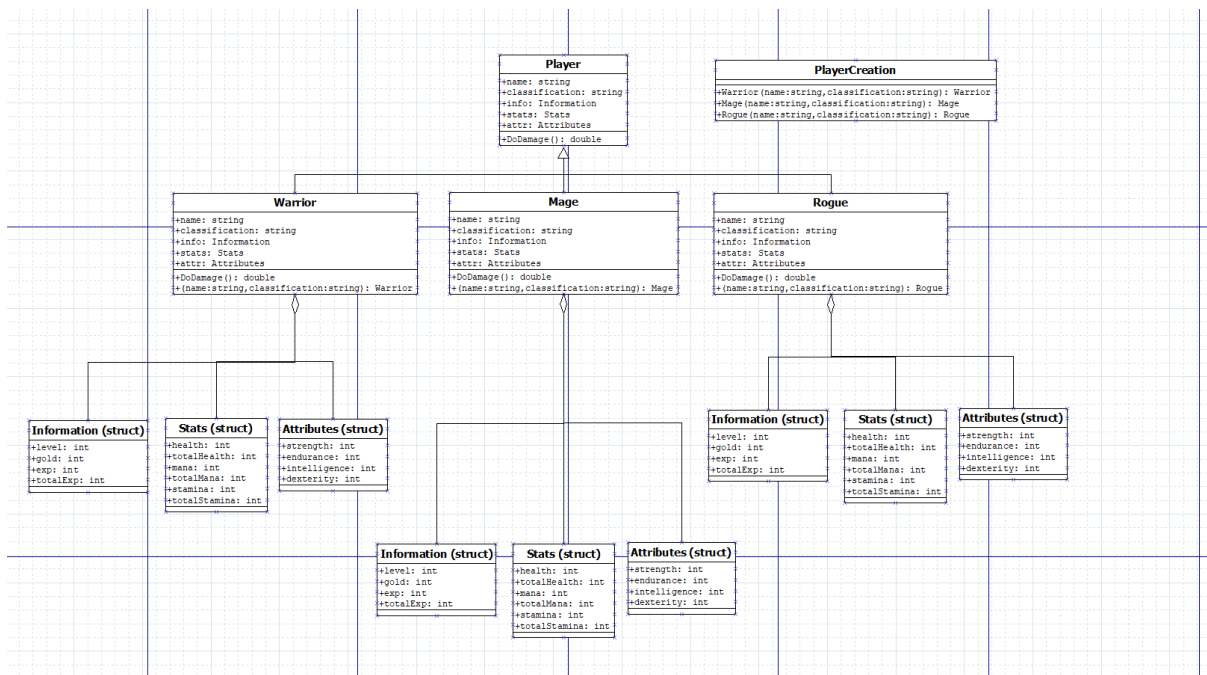 Player
+name: string
+classification: string
+info: Information
+stats: Stats
+attr: Attributes
+DoDamage(): double
PlayerCreation
+Warrior(name:string,classification:string): Warrior
+Mage(name:string,classification:string): Mage
+Rogue(name:string,classification:string): Rogue
Warrior
+name: string
+classification: string
+info: Information
+stats: Stats
+attr: Attributes
+DoDamage(): double
+(name:string,classification:string): Warrior
Mage
+name: string
+classification: string
+info: Information
+stats: Stats
+attr: Attributes
+DoDamage(): double
+(name:string,classification:string): Mage
Rogue
+name: string
+classification: string
+info: Information
+stats: Stats
+attr: Attributes
+DoDamage(): double
+(name:string,classification:string): Rogue
Information (struct)
+level: int
+gold: int
+exp: int
+totalExp: int
Stats (struct)
+health: int
+totalHealth: int
+mana: int
+totalMana: int
+stamina: int
+totalStamina: int
Attributes (struct)
+strength: int
+endurance: int
+intelligence: int
+dexterity: int
Information (struct)
+level: int
+gold: int
+exp: int
+totalExp: int
Stats (struct)
+health: int
+totalHealth: int
+mana: int
+totalMana: int
+stamina: int
+totalStamina: int
Attributes (struct)
+strength: int
+endurance: int
+intelligence: int
+dexterity: int
Information (struct)
+level: int
+gold: int
+exp: int
+totalExp: int
Stats (struct)
+health: int
+totalHealth: int
+mana: int
+totalMana: int
+stamina: int
+totalStamina: int
Attributes (struct)
+strength: int
+endurance: int
+intelligence: int
+dexterity: int